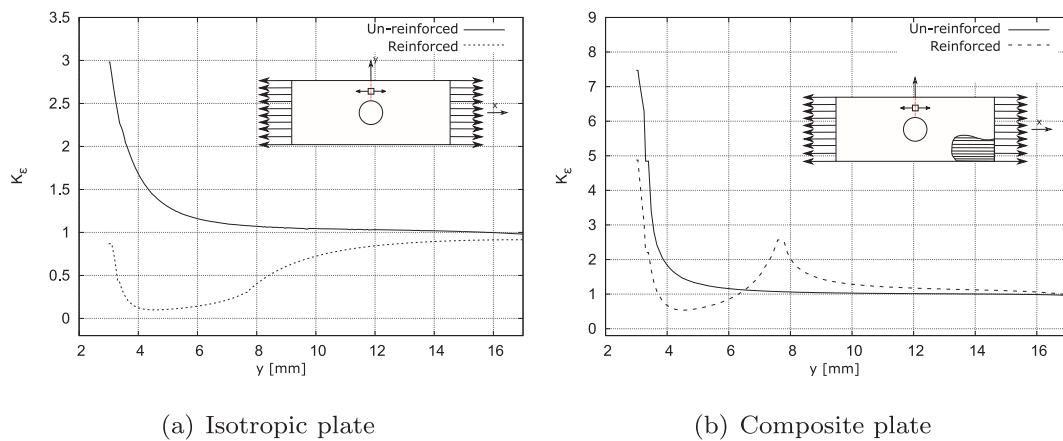 3.5
3
2.5
2
1.5
1
0.5
0
Kε
2 4 6 8 10 12 14 16
y [mm]
Un-reinforced
Reinforced
y
x
(a) Isotropic plate
9
8
7
6
5
4
3
2
1
0
Kε
2 4 6 8 10 12 14 16
y [mm]
Un-reinforced
Reinforced
x
(b) Composite plate